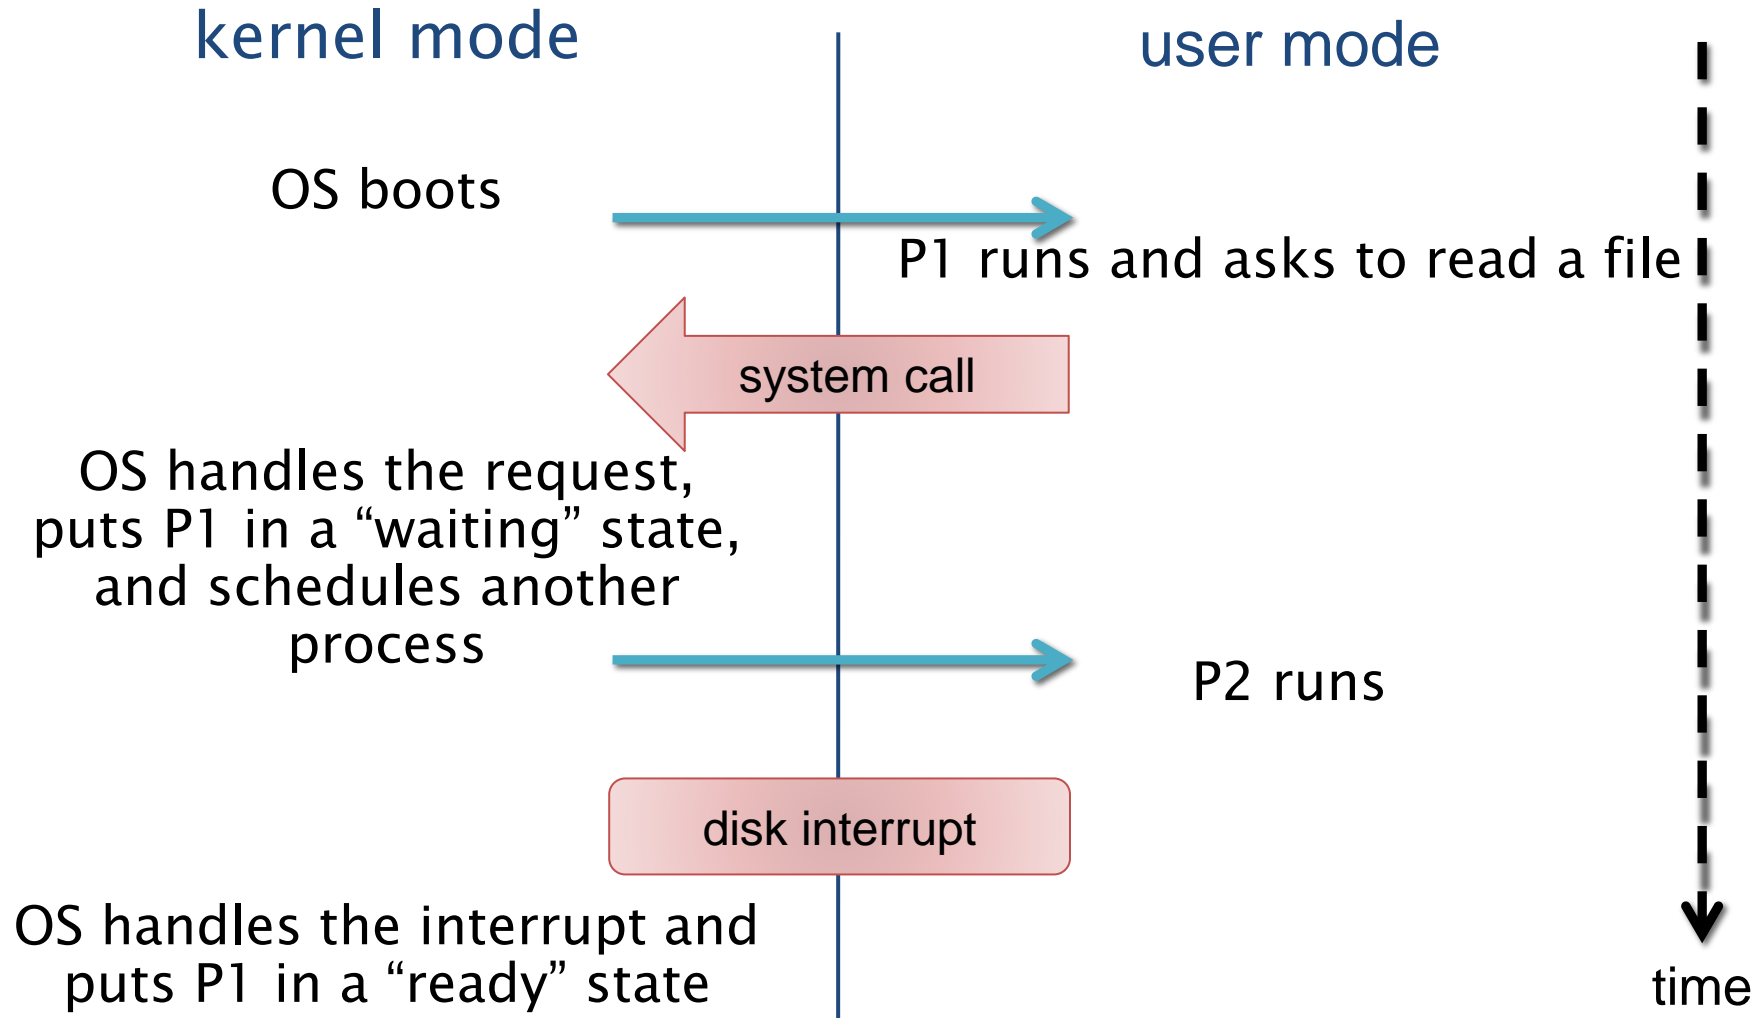 kernel mode
user mode
OS boots
P1 runs and asks to read a file
system call
OS handles the request,
puts P1 in a “waiting” state,
and schedules another
process
P2 runs
disk interrupt
OS handles the interrupt and
puts P1 in a “ready” state
time